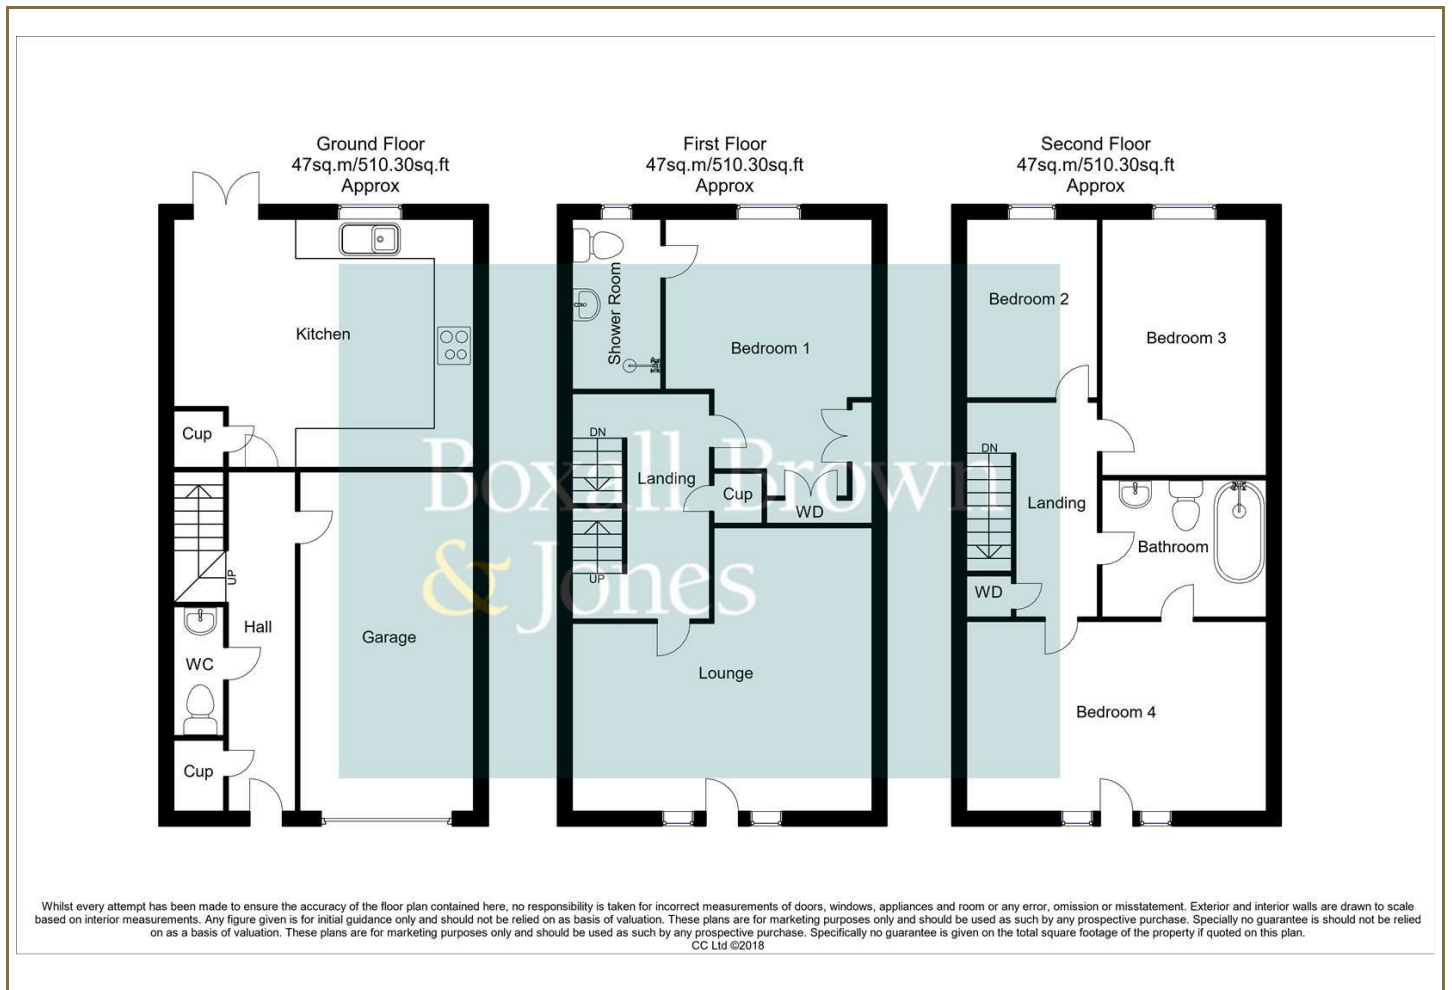 Ground Floor
47sq.m/510.30sq.ft
Approx
First Floor
47sq.m/510.30sq.ft
Approx
Second Floor
47sq.m/510.30sq.ft
Approx
Kitchen
Cup
UP
Hall
WC
Garage
Cup
Shower Room
Bedroom 1
DN
Landing
Cup
WD
UP
Lounge
Bedroom 2
Bedroom 3
DN
Landing
Bathroom
WD
Bedroom 4
Boxall Brown
& Jones
Whilst every attempt has been made to ensure the accuracy of the floor plan contained here, no responsibility is taken for incorrect measurements of doors, windows, appliances and room or any error, omission or misstatement. Exterior and interior walls are drawn to scale
based on interior measurements. Any figure given is for initial guidance only and should not be relied on as basis of valuation. These plans are for marketing purposes only and should be used as such by any prospective purchase. Specially no guarantee is should not be relied
on as a basis of valuation. These plans are for marketing purposes only and should be used as such by any prospective purchase. Specifically no guarantee is given on the total square footage of the property if quoted on this plan.
CC Ltd ©2018